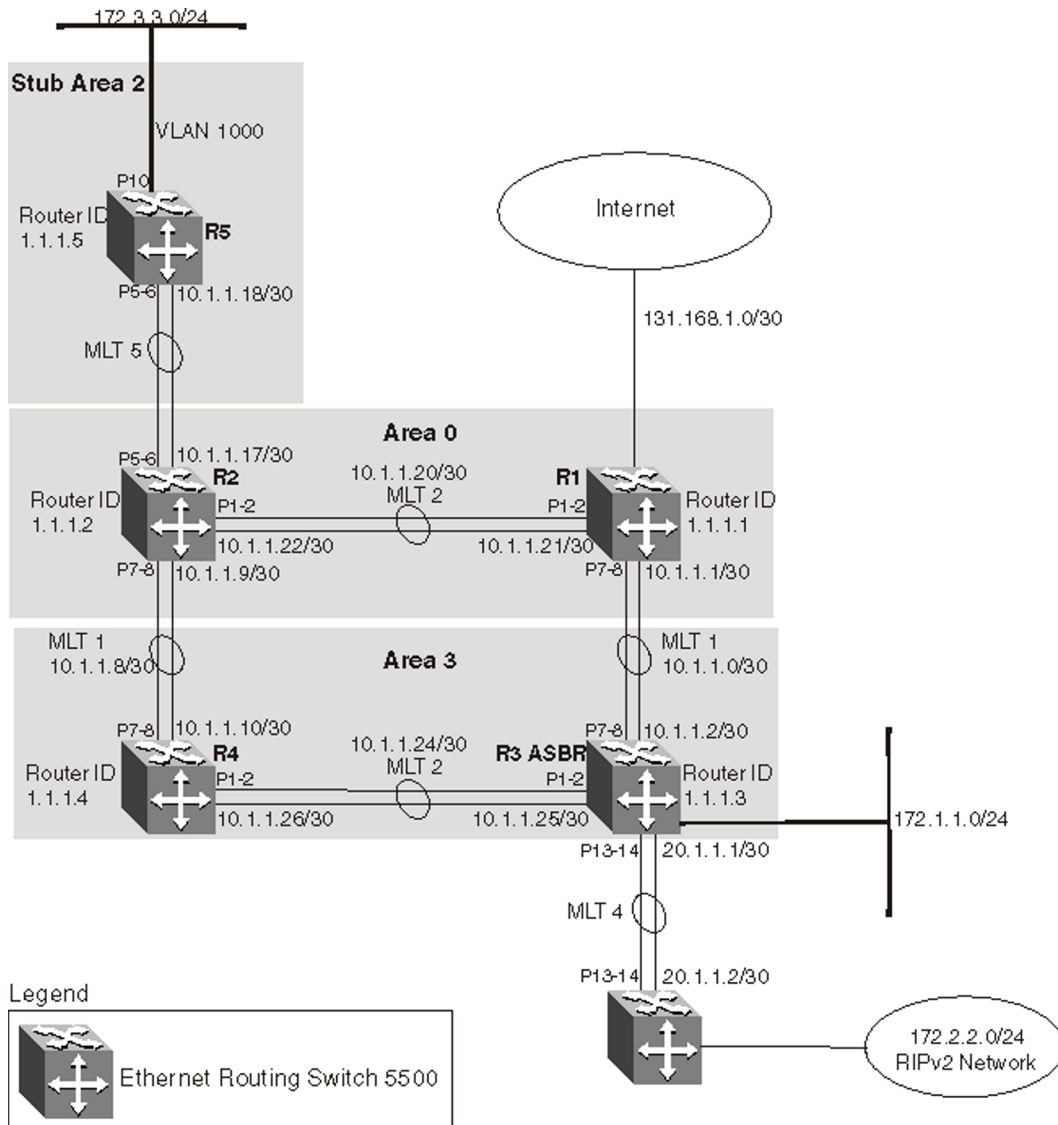 172.3.3.0/24
Stub Area 2
VLAN 1000
P10
Router ID
1.1.1.5
R5
P5-6
10.1.1.18/30
MLT 5
Internet
131.168.1.0/30
Area 0
P5-6
10.1.1.17/30
R2
Router ID
1.1.1.2
P1-2
10.1.1.20/30
MLT 2
R1
P1-2
Router ID
1.1.1.1
10.1.1.22/30
10.1.1.21/30
P7-8
10.1.1.9/30
P7-8
10.1.1.1/30
MLT 1
10.1.1.8/30
Area 3
MLT 1
10.1.1.0/30
P7-8
10.1.1.10/30
R4
Router ID
1.1.1.4
P1-2
10.1.1.24/30
MLT 2
P7-8
10.1.1.2/30
R3 ASBR
P1-2
Router ID
1.1.1.3
10.1.1.26/30
10.1.1.25/30
172.1.1.0/24
P13-14
20.1.1.1/30
MLT 4
P13-14
20.1.1.2/30
172.2.2.0/24
RIPv2 Network
Legend
Ethernet Routing Switch 5500